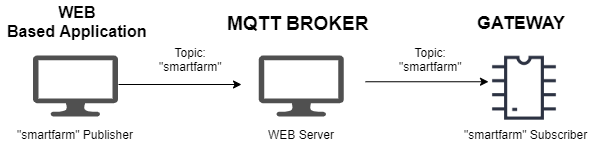 WEB
Based Application
MQTT BROKER
GATEWAY
Topic:
"smartfarm"
Topic:
"smartfarm"
"smartfarm" Publisher
WEB Server
"smartfarm" Subscriber